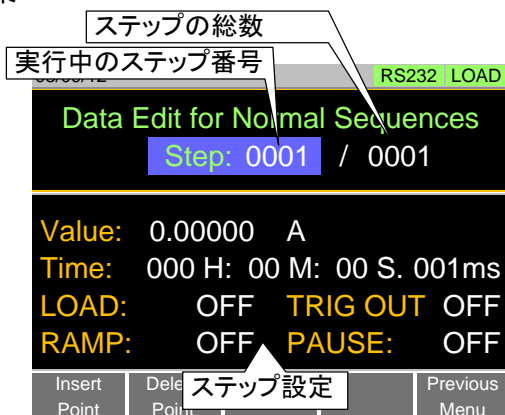 ステップの総数
実行中のステップ番号
RS232 LOAD
Data Edit for Normal Sequences
Step: 0001 / 0001
Value: 0.00000 A
Time: 000 H: 00 M: 00 S. 001ms
LOAD: OFF TRIG OUT OFF
RAMP: OFF PAUSE: OFF
ステップ設定
Insert Point
Previous Menu